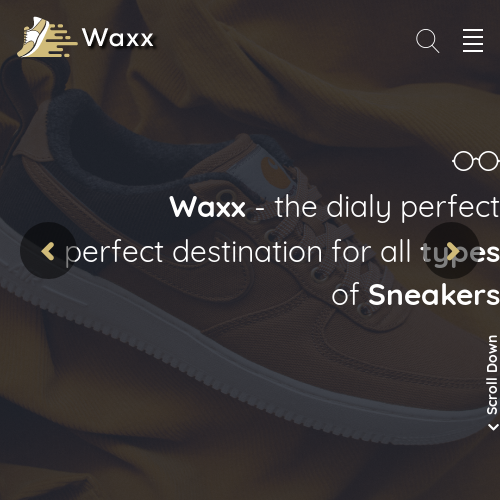 Waxx
Waxx - the dialy perfect
perfect destination for all types
of Sneakers
Scroll Down